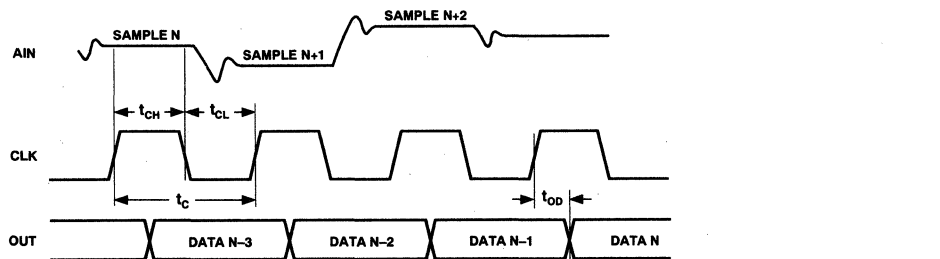 SAMPLE N+2
SAMPLE N
AIN
SAMPLE N+1
tCH
tCL
CLK
tC
tOD
OUT
DATA N–3
DATA N–2
DATA N–1
DATA N